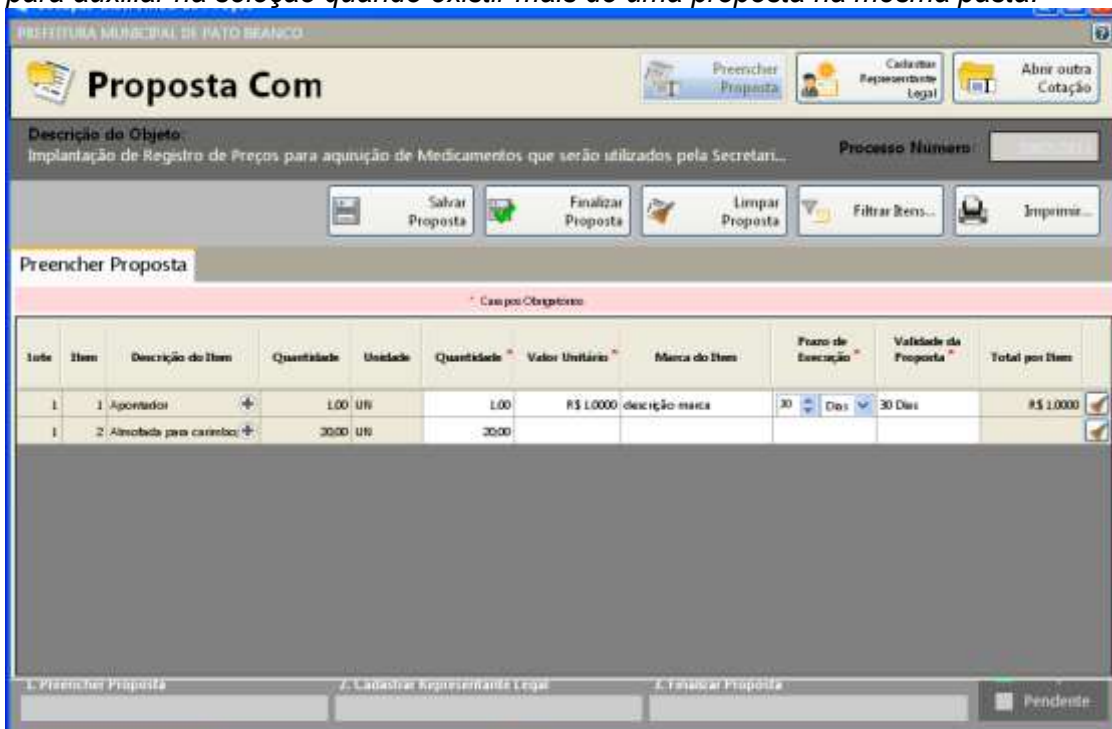 para auxiliar na seleção quando existir mais de uma proposta na mesma pasta.
PREFEITURA MUNICIPAL DE PATO BRANCO
Proposta Com
Preencher Proposta
Cadastrar Representante Legal
Abrir outra Cotação
Descrição do Objeto:
Implantação de Registro de Preços para aquisição de Medicamentos que serão utilizados pela Secretari...
Processo Número:
Salvar Proposta
Finalizar Proposta
Limpar Proposta
Filtrar Itens...
Imprimir...
Preencher Proposta
* Campos Obrigatórios
Lote Item Descrição do Item Quantidade Unidade Quantidade * Valor Unitário * Marca do Item Prazo de Execução * Validade da Proposta * Total por Item
1 1 Apontador + 1,00 UN 1,00 R$ 1,0000 descrição marca 30 Dias 30 Dias R$ 1,0000
1 2 Almofada para carimbo; + 20,00 UN 20,00
1. Preencher Proposta
2. Cadastrar Representante Legal
3. Finalizar Proposta
Pendente